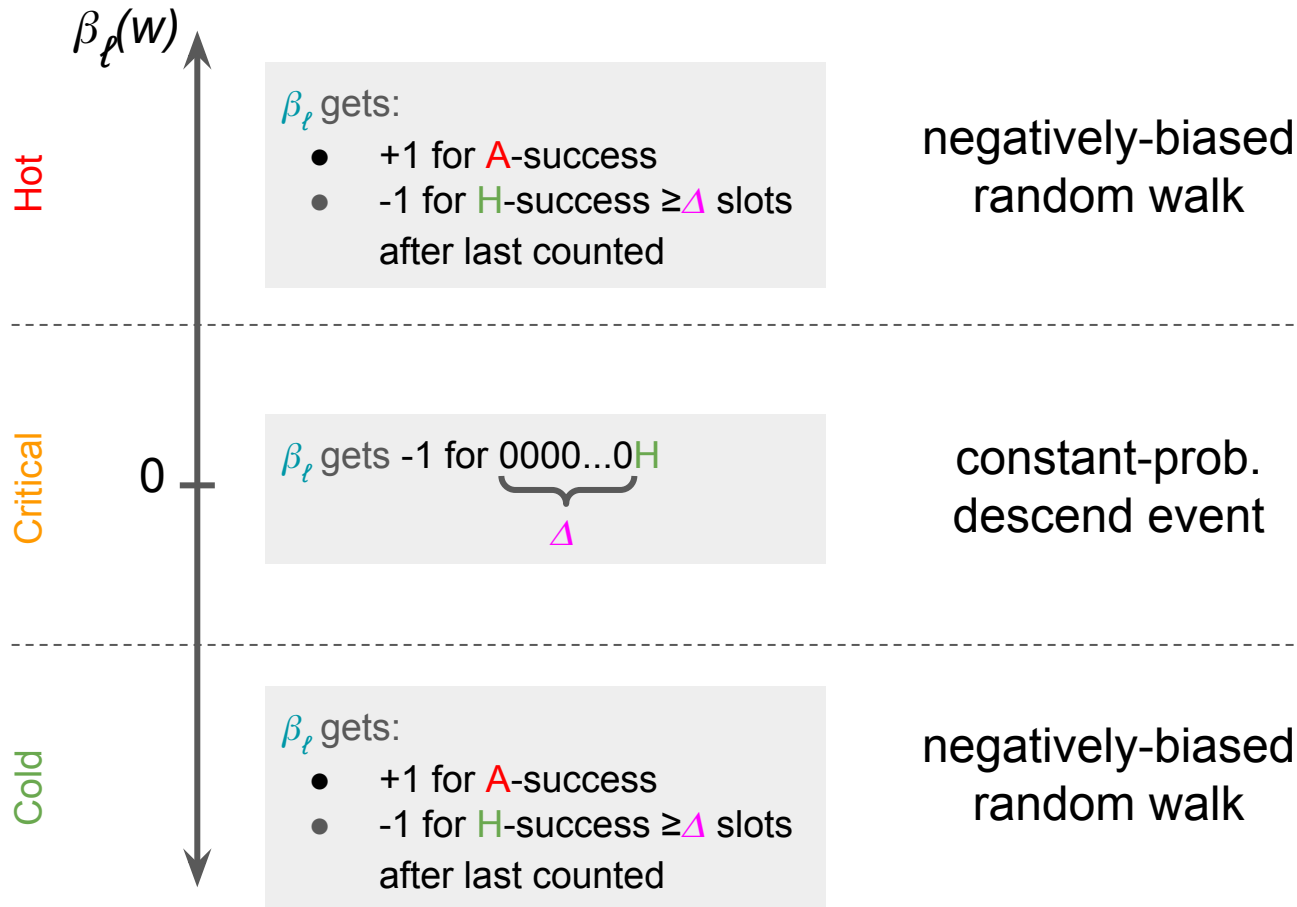 βℓ(w)
Hot
βℓ gets:
● +1 for A-success
● -1 for H-success ≥Δ slots
after last counted
negatively-biased
random walk
Critical
0
βℓ gets -1 for 0000...0H
Δ
constant-prob.
descend event
Cold
βℓ gets:
● +1 for A-success
● -1 for H-success ≥Δ slots
after last counted
negatively-biased
random walk